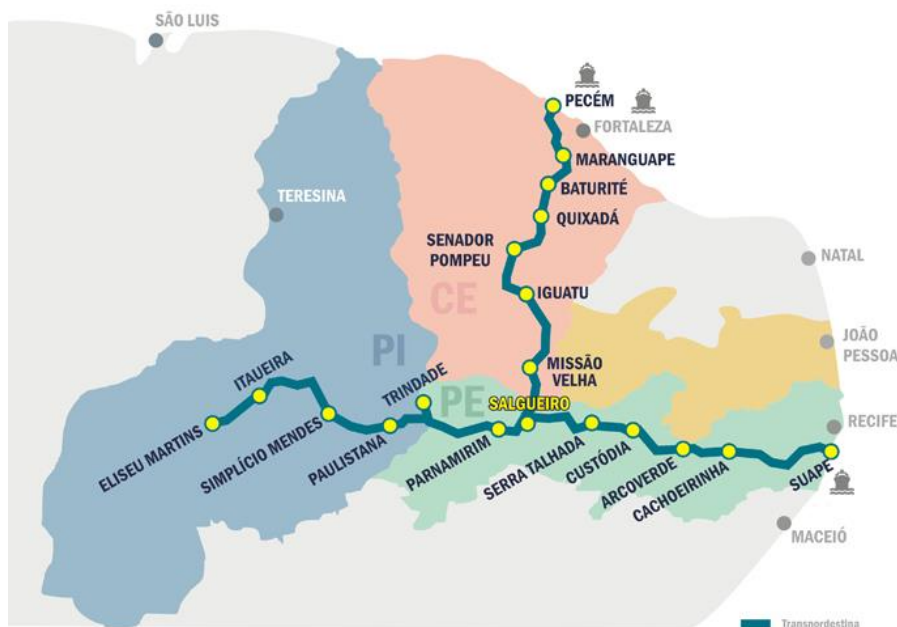 SÃO LUIS
PECÉM
FORTALEZA
MARANGUAPE
TERESINA
BATURITÉ
QUIXADÁ
SENADOR
POMPEU
NATAL
CE
IGUATU
PI
JOÃO
PESSOA
ITAUEIRA
TRINDADE
MISSÃO
VELHA
PE
SALGUEIRO
RECIFE
ELISEU MARTINS
SIMPLÍCIO MENDES
PAULISTANA
PARNAMIRIM
SERRA TALHADA
CUSTÓDIA
ARCOVERDE
CACHOEIRINHA
SUAPE
MACEIÓ
Transnordestina